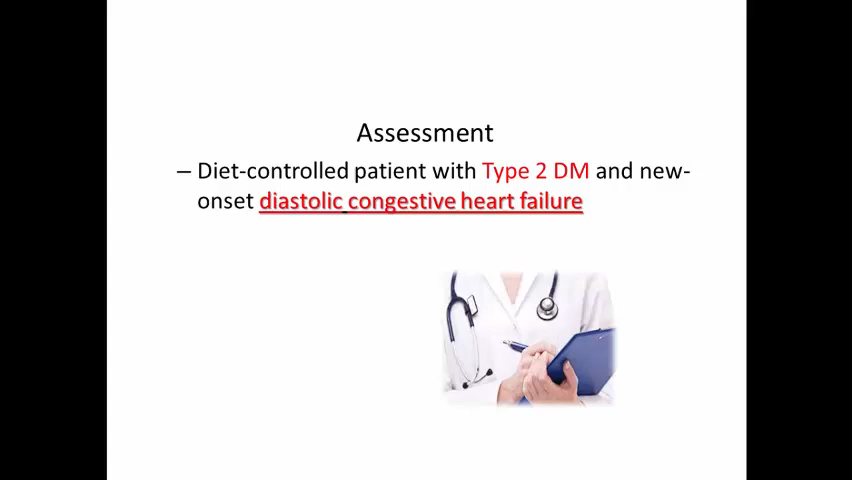 Assessment
– Diet-controlled patient with Type 2 DM and new-
onset diastolic congestive heart failure